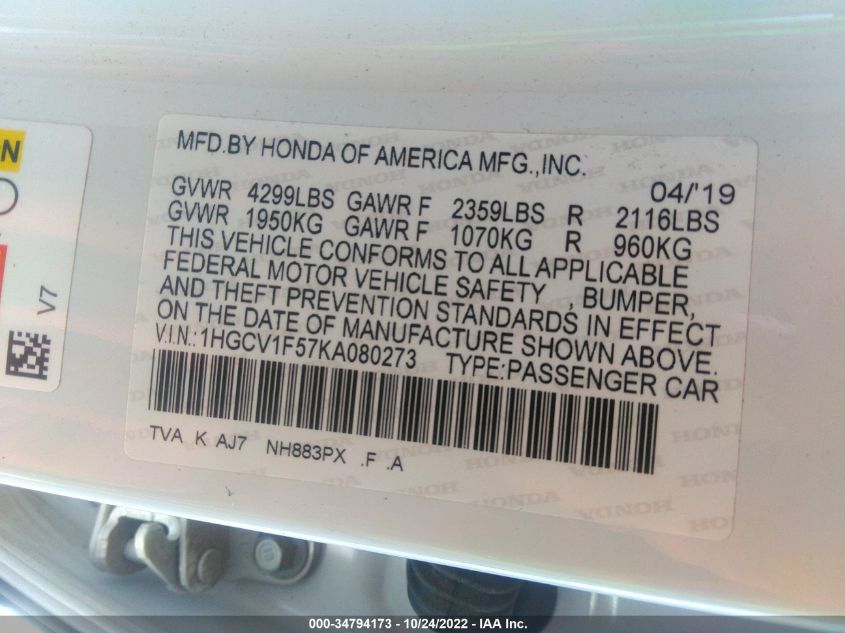 N
V7
MFD.BY HONDA OF AMERICA MFG.,INC.
04/'19
GVWR 4299LBS GAWR F 2359LBS R 2116LBS
GVWR 1950KG GAWR F 1070KG R 960KG
THIS VEHICLE CONFORMS TO ALL APPLICABLE
FEDERAL MOTOR VEHICLE SAFETY , BUMPER,
AND THEFT PREVENTION STANDARDS IN EFFECT
ON THE DATE OF MANUFACTURE SHOWN ABOVE.
V.I.N.:1HGCV1F57KA080273 TYPE:PASSENGER CAR
TVA K AJ7 NH883PX .F .A
000-34794173 - 10/24/2022 - IAA Inc.